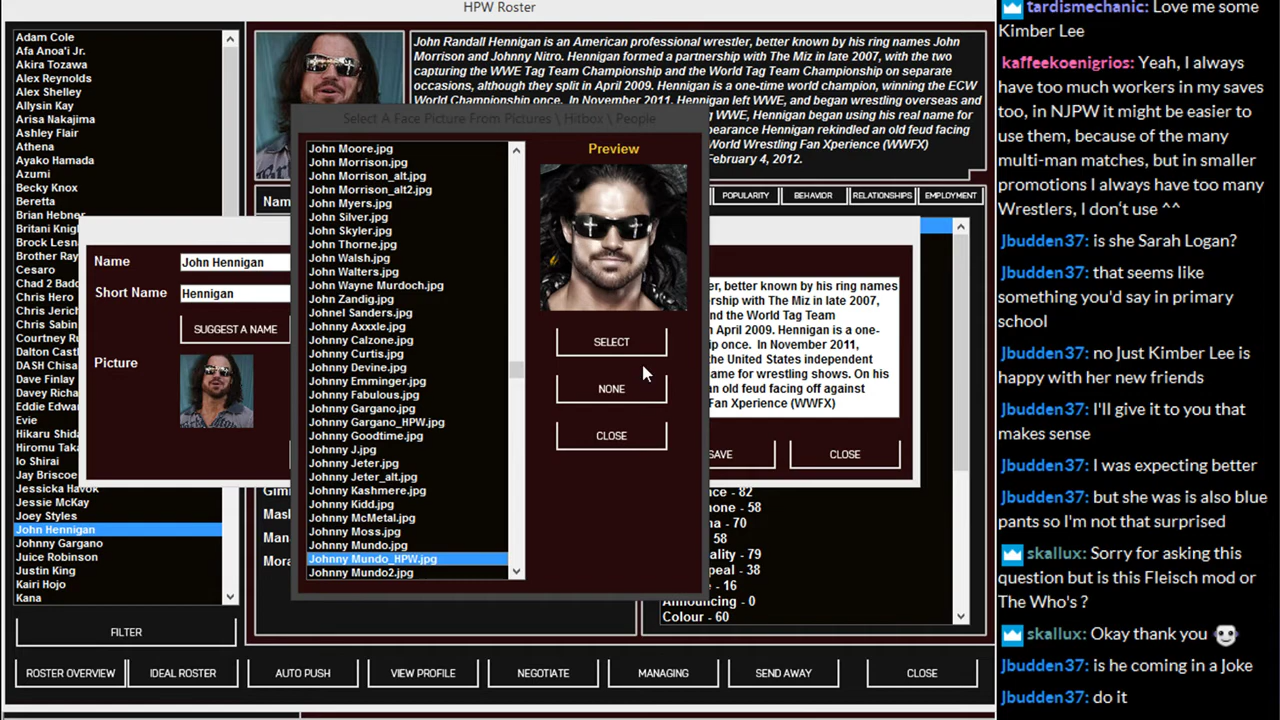 HPW Roster
Adam Cole
Afa Anoa'i Jr.
Akira Tozawa
Alex Reynolds
Alex Shelley
Allysin Kay
Arisa Nakajima
Ashley Flair
Athena
Ayako Hamada
Azumi
Becky Knox
Beretta
Brian Hebner
Britani Knigh
Brock Lesna
Brother Ray
Cesaro
Chad 2 Badd
Chris Hero
Chris Jerich
Chris Sabin
Courtney Ru
Dalton Castl
DASH Chisa
Dave Finlay
Davey Richa
Eddie Edwar
Evie
Hikaru Shida
Hiromu Taka
Io Shirai
Jay Briscoe
Jessicka Havok
Jessie McKay
Joey Styles
John Hennigan
Johnny Gargano
Juice Robinson
Justin King
Kairi Hojo
Kana
FILTER
John Randall Hennigan is an American professional wrestler, better known by his ring names John
Morrison and Johnny Nitro. Hennigan formed a partnership with The Miz in late 2007, with the two
capturing the WWE Tag Team Championship and the World Tag Team Championship on separate
occasions, although they split in April 2009. Hennigan is a one-time world champion, winning the ECW
World Championship once. In November 2011, Hennigan left WWE, and began wrestling overseas and
ng WWE, Hennigan began using his real name for
pearance Hennigan rekindled an old feud facing
World Wrestling Fan Xperience (WWFX)
February 4, 2012.
Nam
POPULARITY
BEHAVIOR
RELATIONSHIPS
EMPLOYMENT
Name
John Hennigan
Short Name
Hennigan
SUGGEST A NAME
Picture
er, better known by his ring names
ership with The Miz in late 2007,
nd the World Tag Team
n April 2009. Hennigan is a one-
ip once. In November 2011,
the United States independent
ame for wrestling shows. On his
an old feud facing off against
Fan Xperience (WWFX)
SAVE
CLOSE
Select A Face Picture From Pictures \ Hitbox \ People
John Moore.jpg
John Morrison.jpg
John Morrison_alt.jpg
John Morrison_alt2.jpg
John Myers.jpg
John Silver.jpg
John Skyler.jpg
John Thorne.jpg
John Walsh.jpg
John Walters.jpg
John Wayne Murdoch.jpg
John Zandig.jpg
Johnel Sanders.jpg
Johnny Axxxle.jpg
Johnny Calzone.jpg
Johnny Curtis.jpg
Johnny Devine.jpg
Johnny Emminger.jpg
Johnny Fabulous.jpg
Johnny Gargano.jpg
Johnny Gargano_HPW.jpg
Johnny Goodtime.jpg
Johnny J.jpg
Johnny Jeter.jpg
Johnny Jeter_alt.jpg
Johnny Kashmere.jpg
Johnny Kidd.jpg
Johnny McMetal.jpg
Johnny Moss.jpg
Johnny Mundo.jpg
Johnny Mundo_HPW.jpg
Johnny Mundo2.jpg
Preview
SELECT
NONE
CLOSE
Gim
Mas
Man
Mora
nce - 82
hone - 58
na - 70
58
ality - 79
peal - 38
e - 16
Announcing - 0
Colour - 60
ROSTER OVERVIEW
IDEAL ROSTER
AUTO PUSH
VIEW PROFILE
NEGOTIATE
MANAGING
SEND AWAY
CLOSE
tardismechanic: Love me some
Kimber Lee
kaffeekoenigrios: Yeah, I always
have too much workers in my saves
too, in NJPW it might be easier to
use them, because of the many
multi-man matches, but in smaller
promotions I always have too many
Wrestlers, I don't use ^^
Jbudden37: is she Sarah Logan?
Jbudden37: that seems like
something you'd say in primary
school
Jbudden37: no Just Kimber Lee is
happy with her new friends
Jbudden37: I'll give it to you that
makes sense
Jbudden37: I was expecting better
Jbudden37: but she was is also blue
pants so I'm not that surprised
skallux: Sorry for asking this
question but is this Fleisch mod or
The Who's ?
skallux: Okay thank you
Jbudden37: is he coming in a Joke
Jbudden37: do it